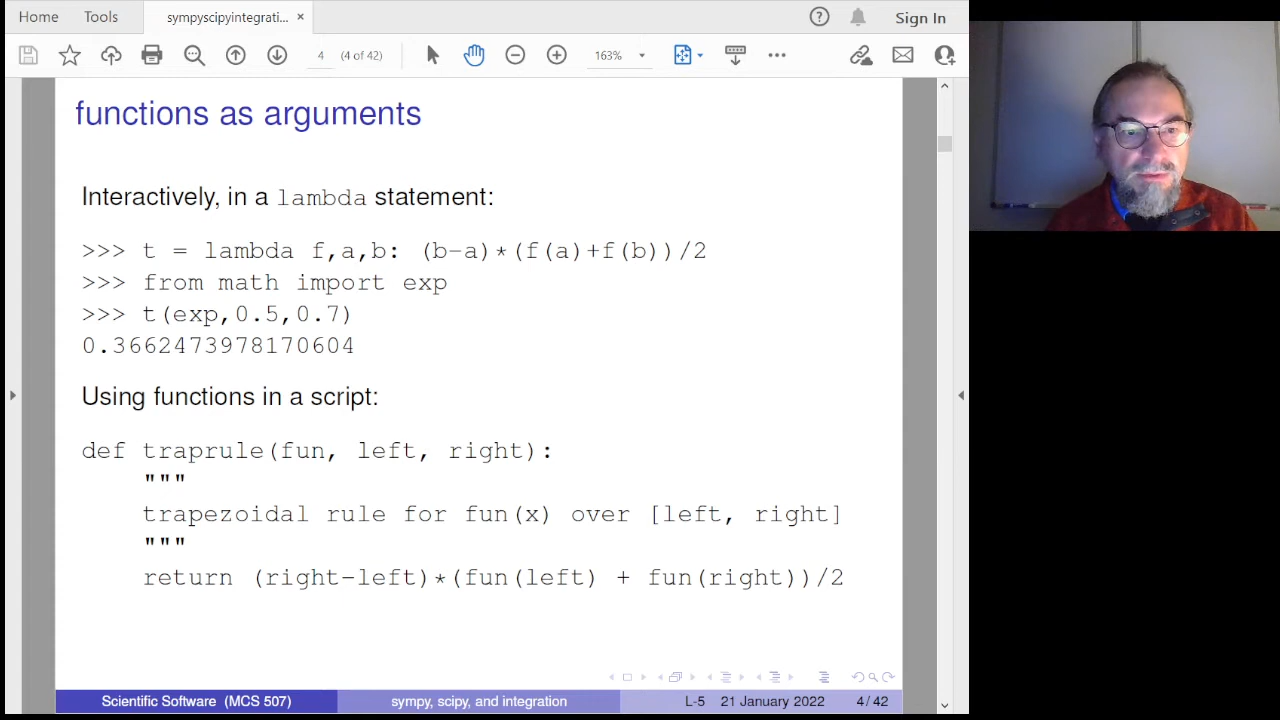 Home Tools sympyscipyintegrati... × Sign In
4 (4 of 42) 163%
functions as arguments
Interactively, in a lambda statement:
>>> t = lambda f,a,b: (b-a)*(f(a)+f(b))/2
>>> from math import exp
>>> t(exp,0.5,0.7)
0.3662473978170604
Using functions in a script:
def traprule(fun, left, right):
"""
trapezoidal rule for fun(x) over [left, right]
"""
return (right-left)*(fun(left) + fun(right))/2
Scientific Software (MCS 507) sympy, scipy, and integration L-5 21 January 2022 4 / 42